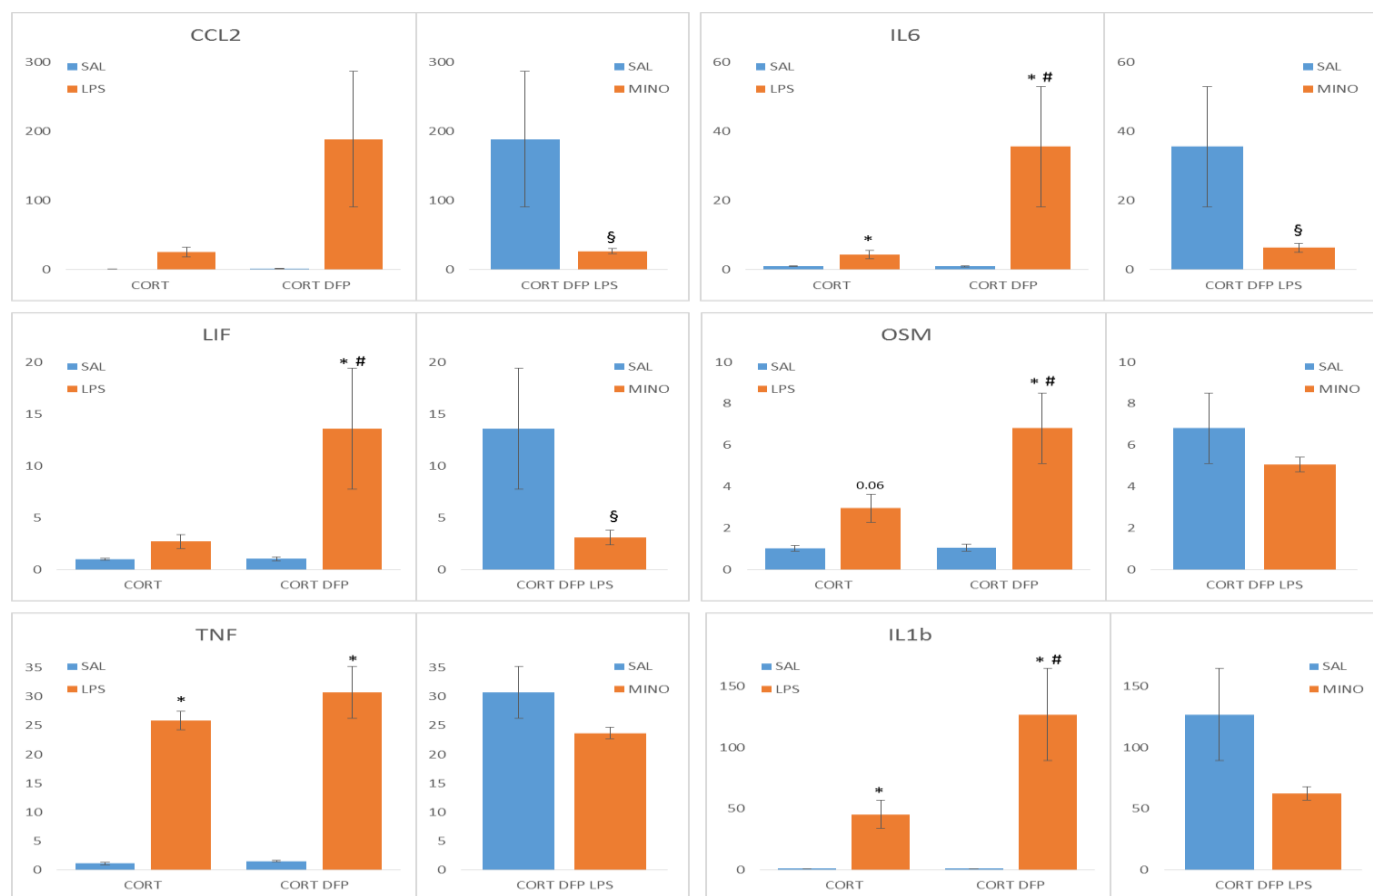 CCL2
300
200
100
0
SAL
LPS
CORT
CORT DFP
300
200
100
0
SAL
MINO
§
CORT DFP LPS
IL6
60
40
20
0
SAL
LPS
*
* #
CORT
CORT DFP
60
40
20
0
SAL
MINO
§
CORT DFP LPS
LIF
20
15
10
5
0
SAL
LPS
* #
CORT
CORT DFP
20
15
10
5
0
SAL
MINO
§
CORT DFP LPS
OSM
10
8
6
4
2
0
SAL
LPS
0.06
* #
CORT
CORT DFP
10
8
6
4
2
0
SAL
MINO
CORT DFP LPS
TNF
35
30
25
20
15
10
5
0
SAL
LPS
*
*
CORT
CORT DFP
35
30
25
20
15
10
5
0
SAL
MINO
CORT DFP LPS
IL1b
150
100
50
0
SAL
LPS
*
* #
CORT
CORT DFP
150
100
50
0
SAL
MINO
CORT DFP LPS